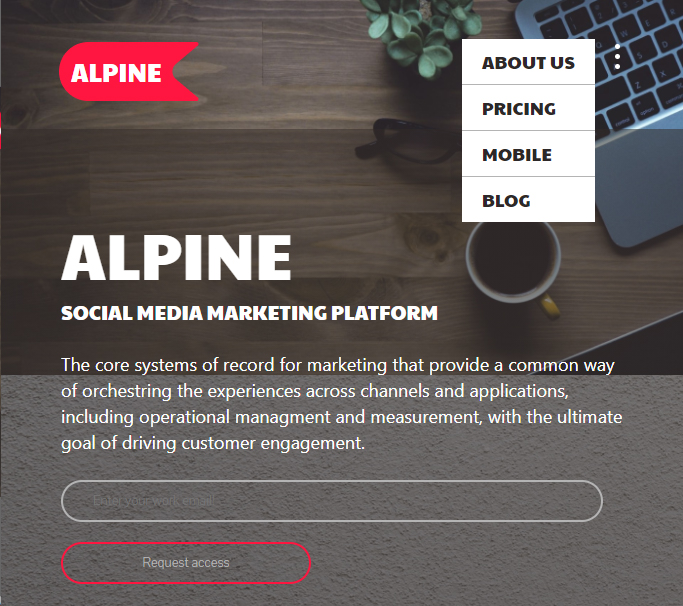 ALPINE
ABOUT US
PRICING
MOBILE
BLOG
ALPINE
SOCIAL MEDIA MARKETING PLATFORM
The core systems of record for marketing that provide a common way
of orchestring the experiences across channels and applications,
including operational managment and measurement, with the ultimate
goal of driving customer engagement.
Enter your work email
Request access